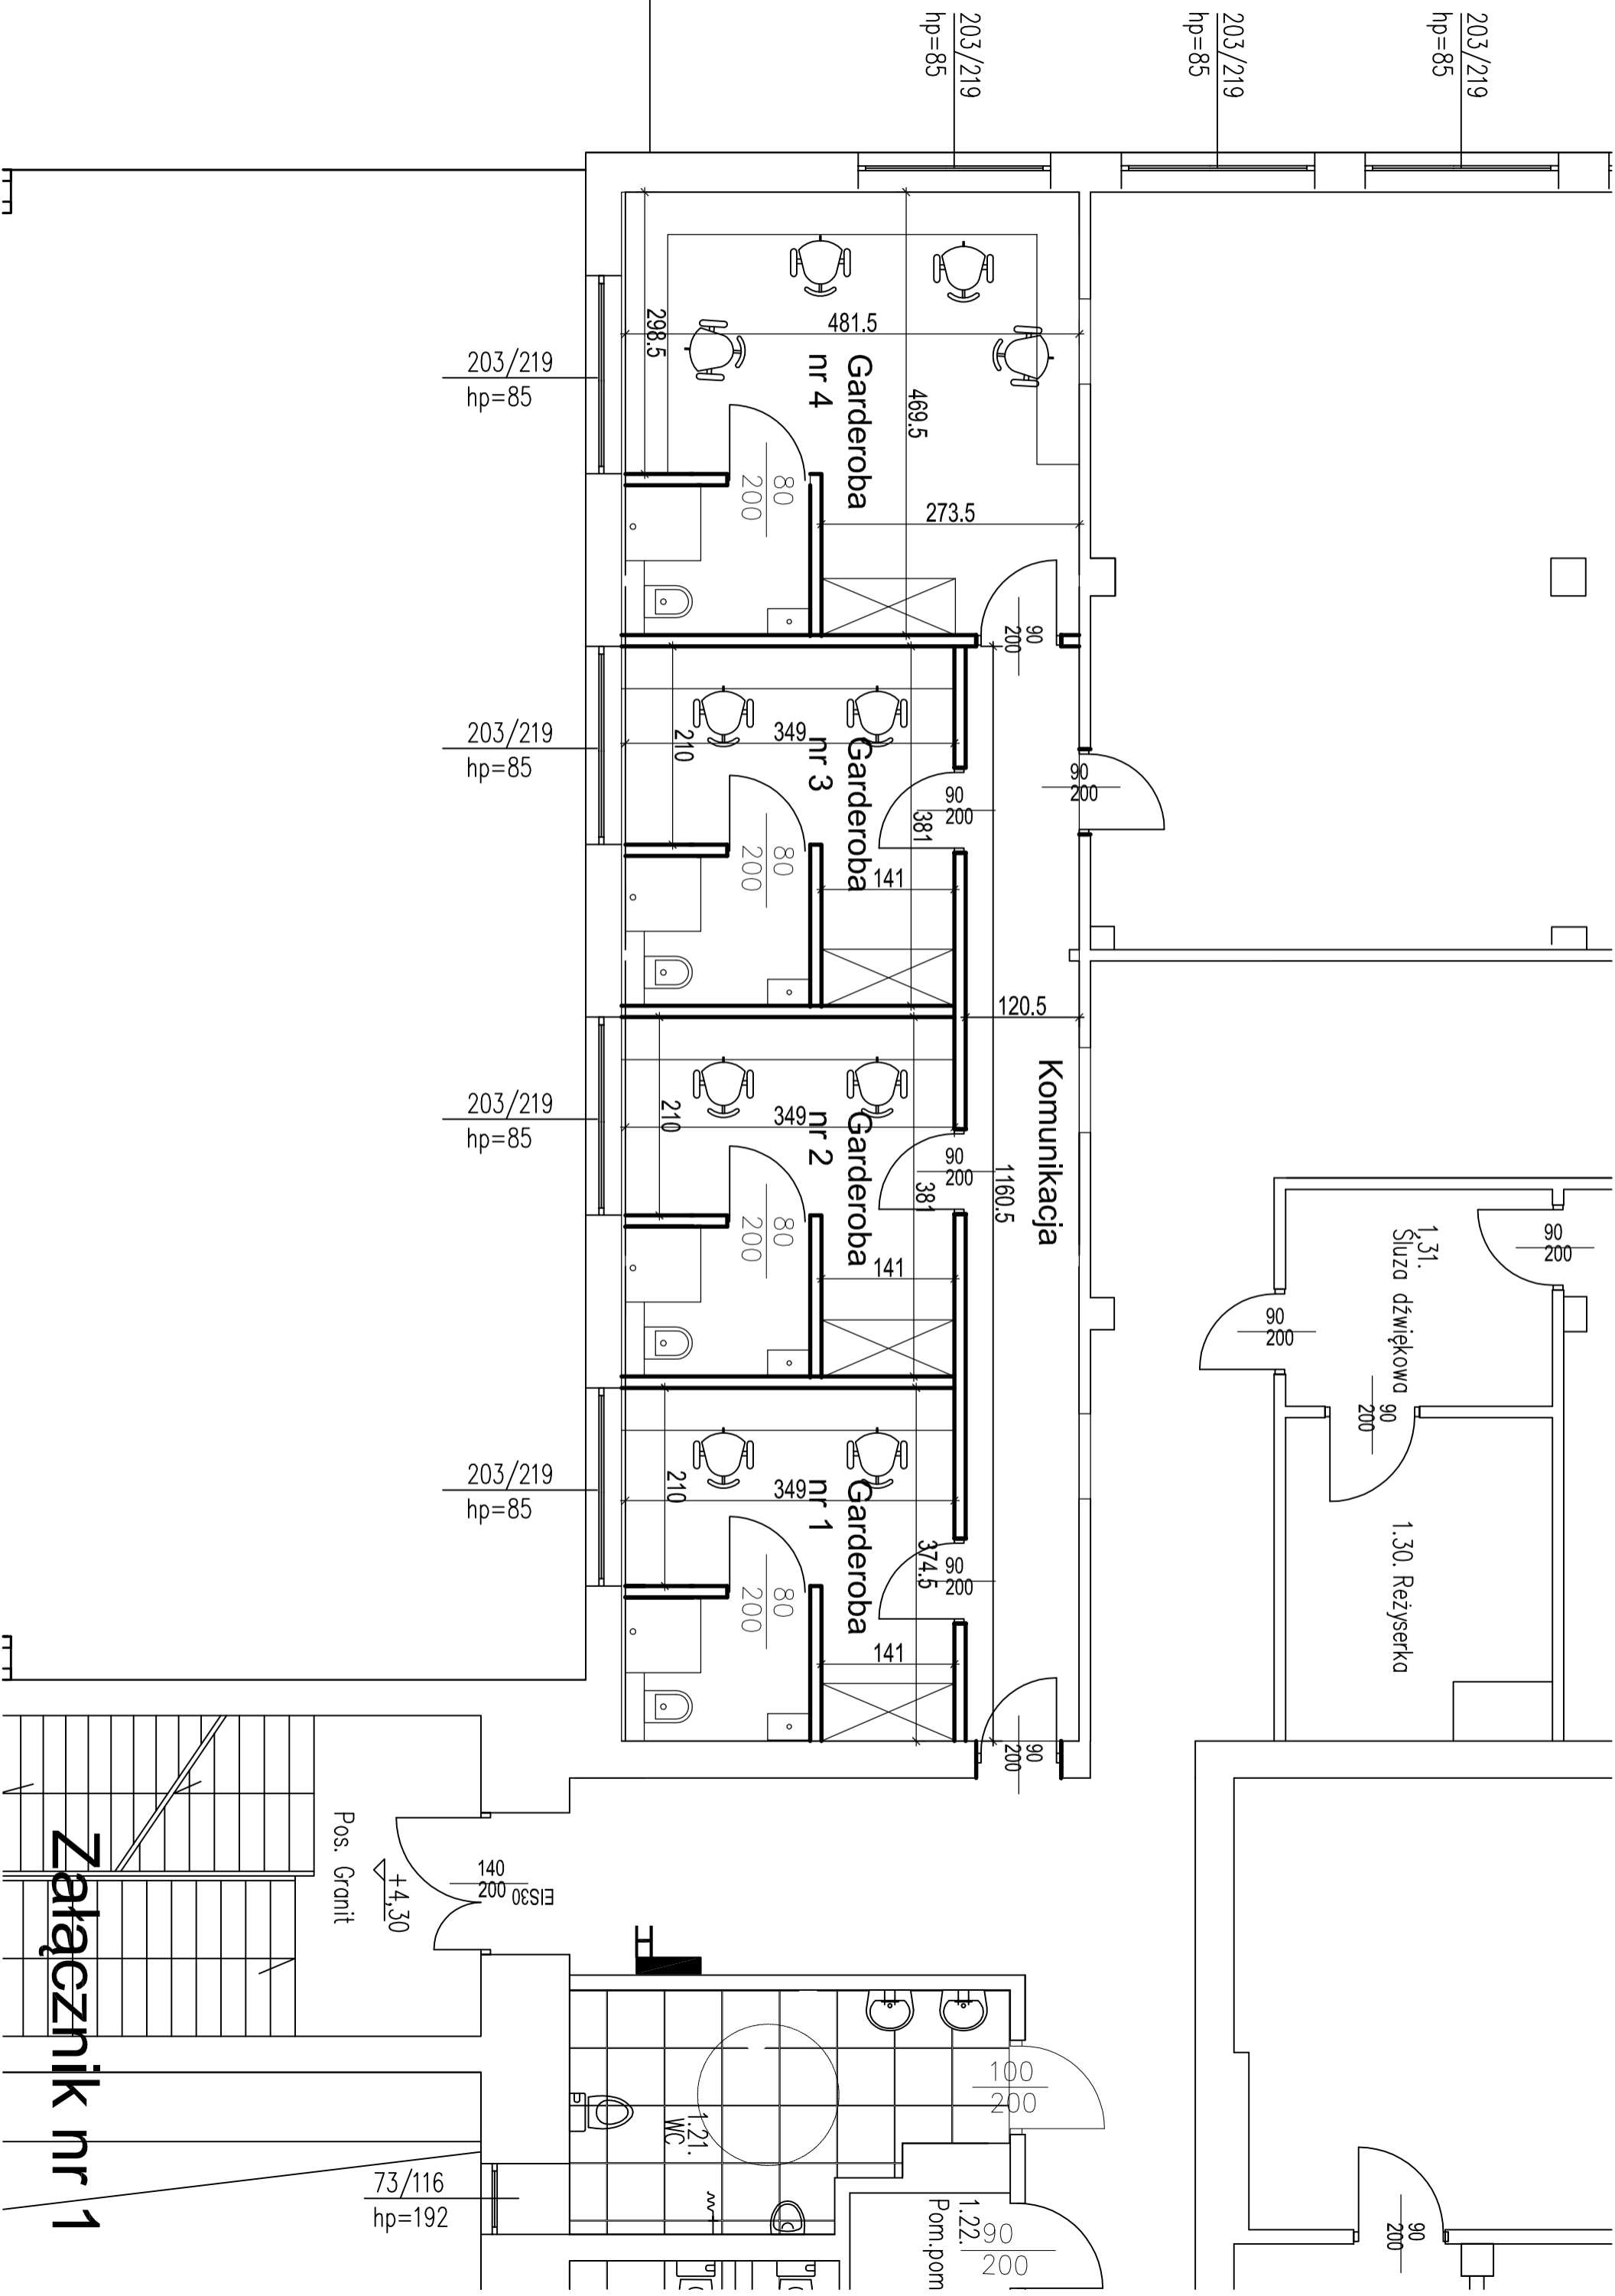 203/219
hp=85
203/219
hp=85
203/219
hp=85
298.5
481.5
469.5
Garderoba
nr 4
203/219
hp=85
80
200
273.5
90
200
349
210
Garderoba
nr 3
203/219
hp=85
90
200
381
90
200
80
200
141
120.5
Komunikacja
349
210
Garderoba
nr 2
203/219
hp=85
90
200
381
1160.5
80
200
141
1,31.
Śluza dźwiękowa
90
200
90
200
90
200
349
210
Garderoba
nr 1
203/219
hp=85
374.5
90
200
80
200
141
1.30. Reżyserka
90
200
Pos. Granit
+4,30
140
200
EIS30
Załącznik nr 1
100
200
1.21.
WC
73/116
hp=192
1.22.
Pom.pom
90
200
90
200